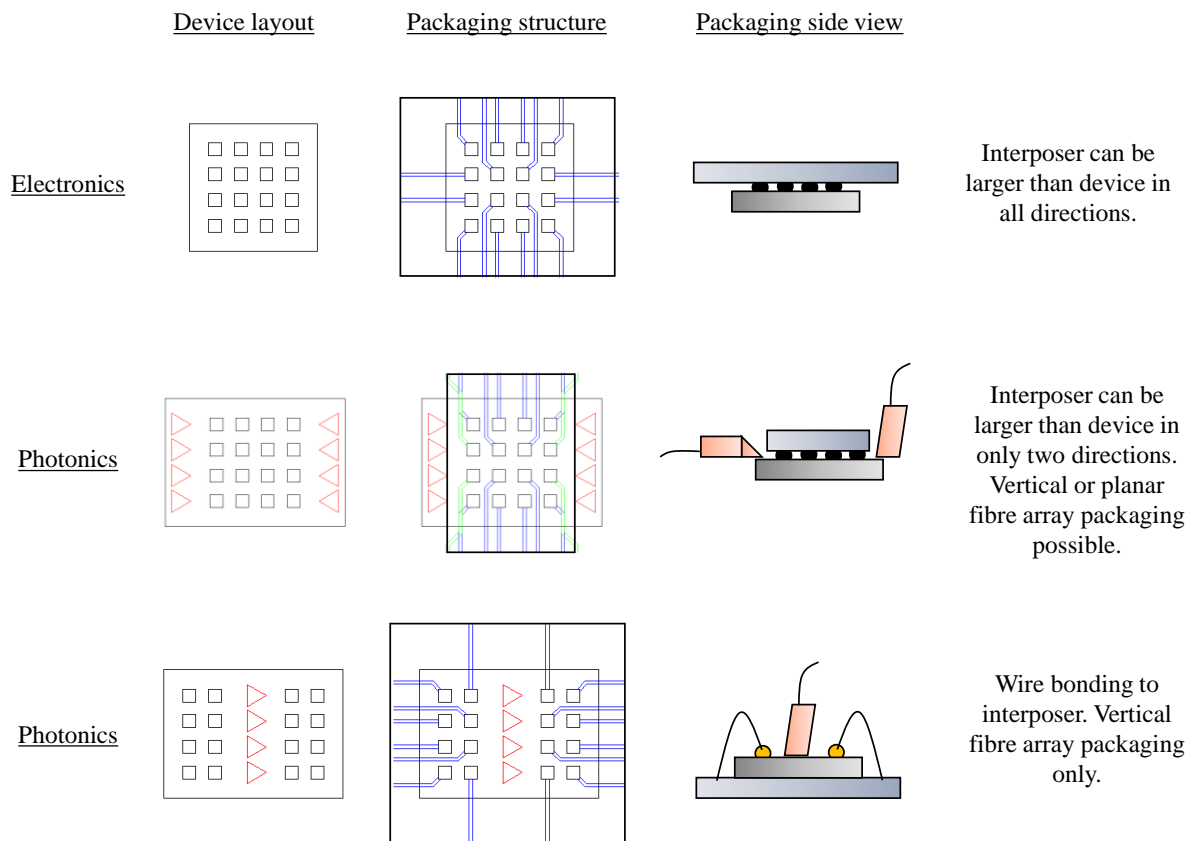 Device layout
Packaging structure
Packaging side view
Electronics
Interposer can be
larger than device in
all directions.
Photonics
Interposer can be
larger than device in
only two directions.
Vertical or planar
fibre array packaging
possible.
Photonics
Wire bonding to
interposer. Vertical
fibre array packaging
only.